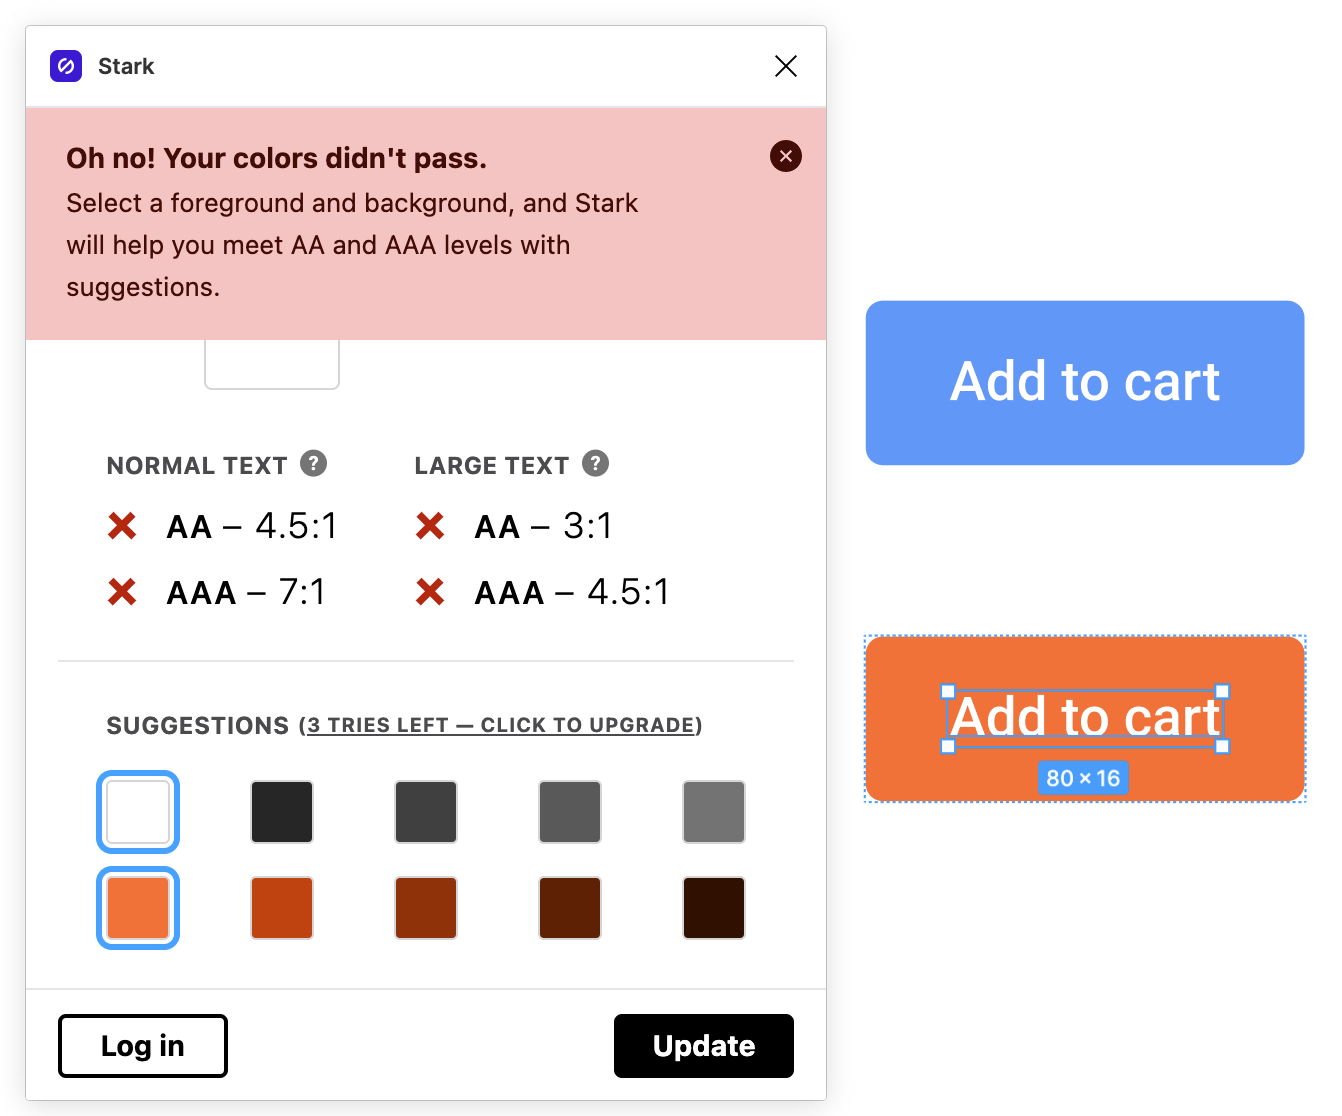 Stark
Oh no! Your colors didn't pass.
Select a foreground and background, and Stark
will help you meet AA and AAA levels with
suggestions.
NORMAL TEXT ?
AA – 4.5:1
AAA – 7:1
LARGE TEXT ?
AA – 3:1
AAA – 4.5:1
SUGGESTIONS (3 TRIES LEFT — CLICK TO UPGRADE)
Log in
Update
Add to cart
Add to cart
80 × 16